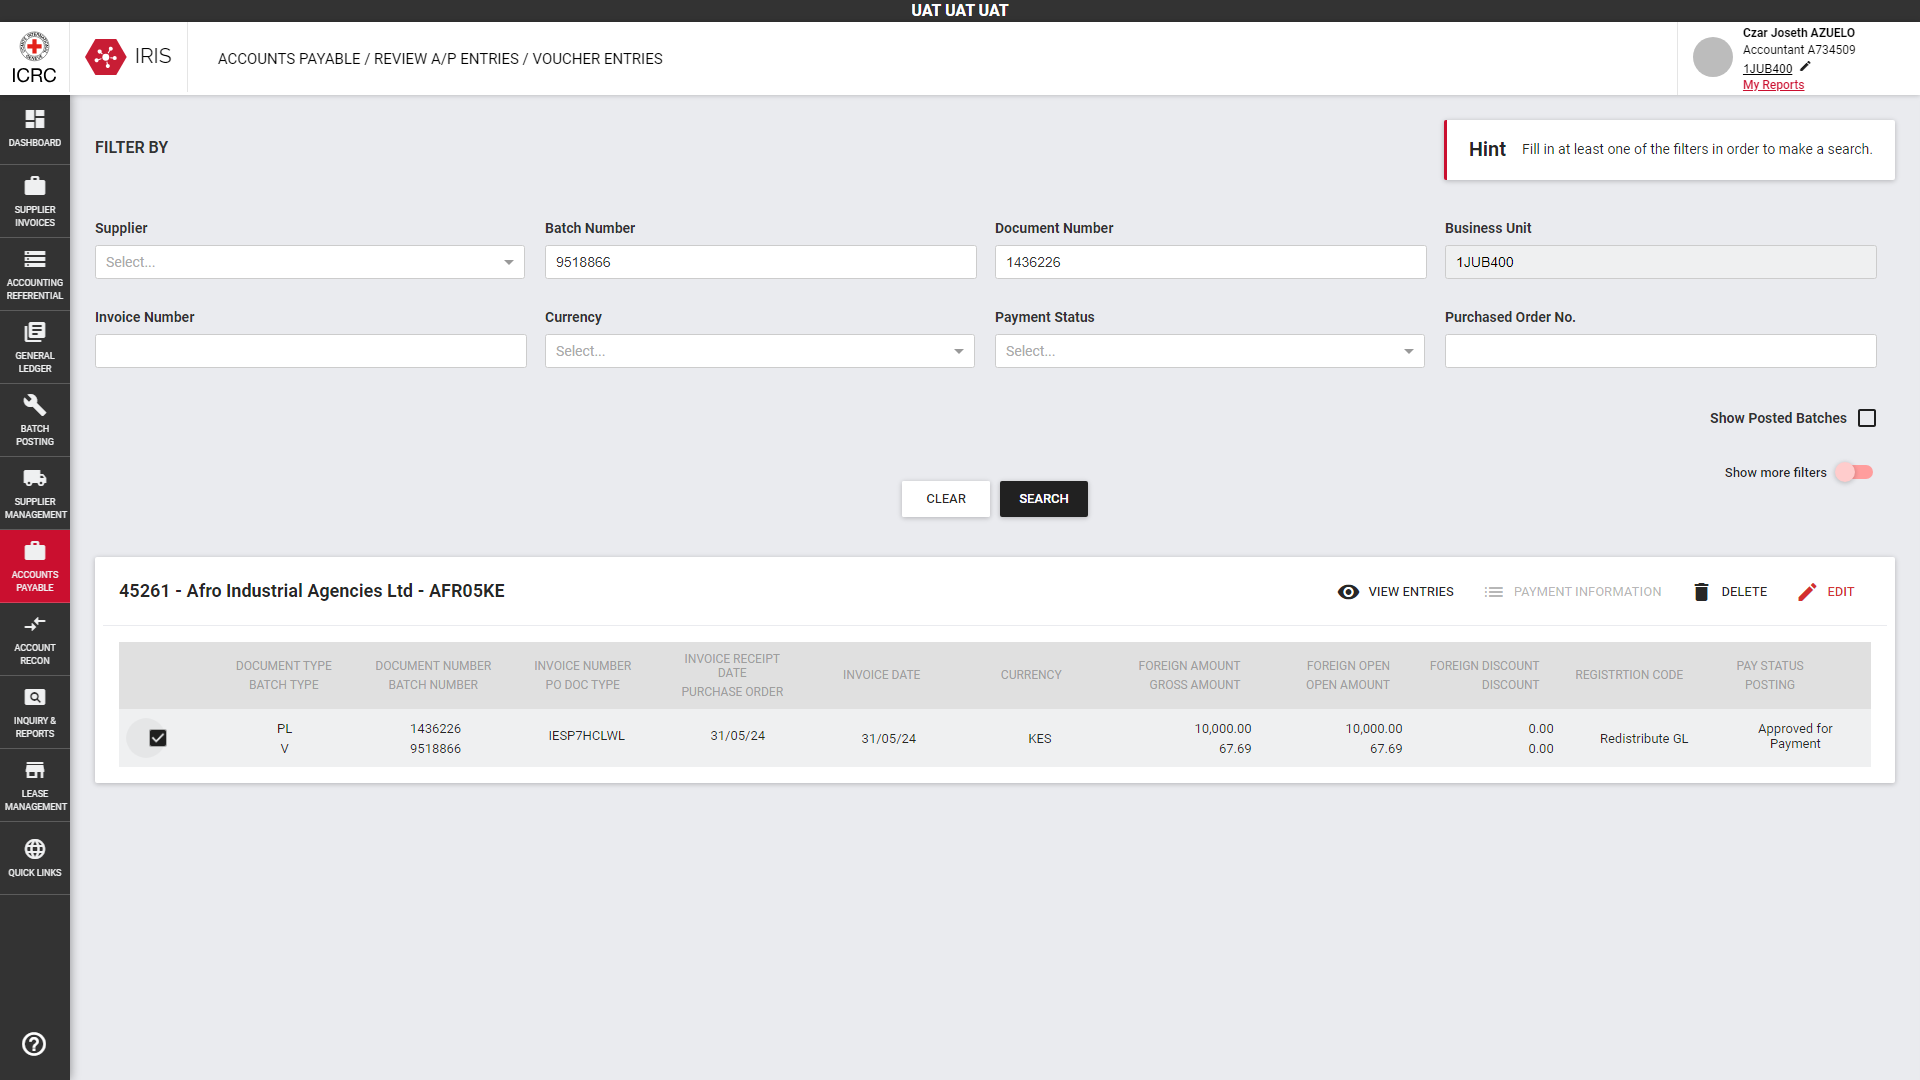 UAT UAT UAT
ICRC
IRIS
ACCOUNTS PAYABLE / REVIEW A/P ENTRIES / VOUCHER ENTRIES
Czar Joseth AZUELO
Accountant A734509
1JUB400
My Reports
DASHBOARD
SUPPLIER
INVOICES
ACCOUNTING
REFERENTIAL
GENERAL
LEDGER
BATCH
POSTING
SUPPLIER
MANAGEMENT
ACCOUNTS
PAYABLE
ACCOUNT
RECON
INQUIRY &
REPORTS
LEASE
MANAGEMENT
QUICK LINKS
FILTER BY
Hint Fill in at least one of the filters in order to make a search.
Supplier
Select...
Batch Number
9518866
Document Number
1436226
Business Unit
1JUB400
Invoice Number
Currency
Select...
Payment Status
Select...
Purchased Order No.
Show Posted Batches
Show more filters
CLEAR
SEARCH
45261 - Afro Industrial Agencies Ltd - AFR05KE
VIEW ENTRIES
PAYMENT INFORMATION
DELETE
EDIT
DOCUMENT TYPE
BATCH TYPE
DOCUMENT NUMBER
BATCH NUMBER
INVOICE NUMBER
PO DOC TYPE
INVOICE RECEIPT
DATE
PURCHASE ORDER
INVOICE DATE
CURRENCY
FOREIGN AMOUNT
GROSS AMOUNT
FOREIGN OPEN
OPEN AMOUNT
FOREIGN DISCOUNT
DISCOUNT
REGISTRTION CODE
PAY STATUS
POSTING
PL
V
1436226
9518866
IESP7HCLWL
31/05/24
31/05/24
KES
10,000.00
67.69
10,000.00
67.69
0.00
0.00
Redistribute GL
Approved for
Payment